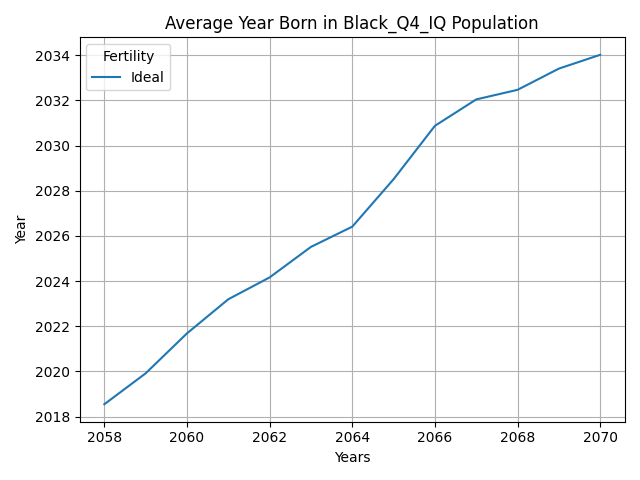 Average Year Born in Black_Q4_IQ Population
Fertility
Ideal
2034
2032
2030
2028
2026
2024
2022
2020
2018
Year
2058 2060 2062 2064 2066 2068 2070
Years